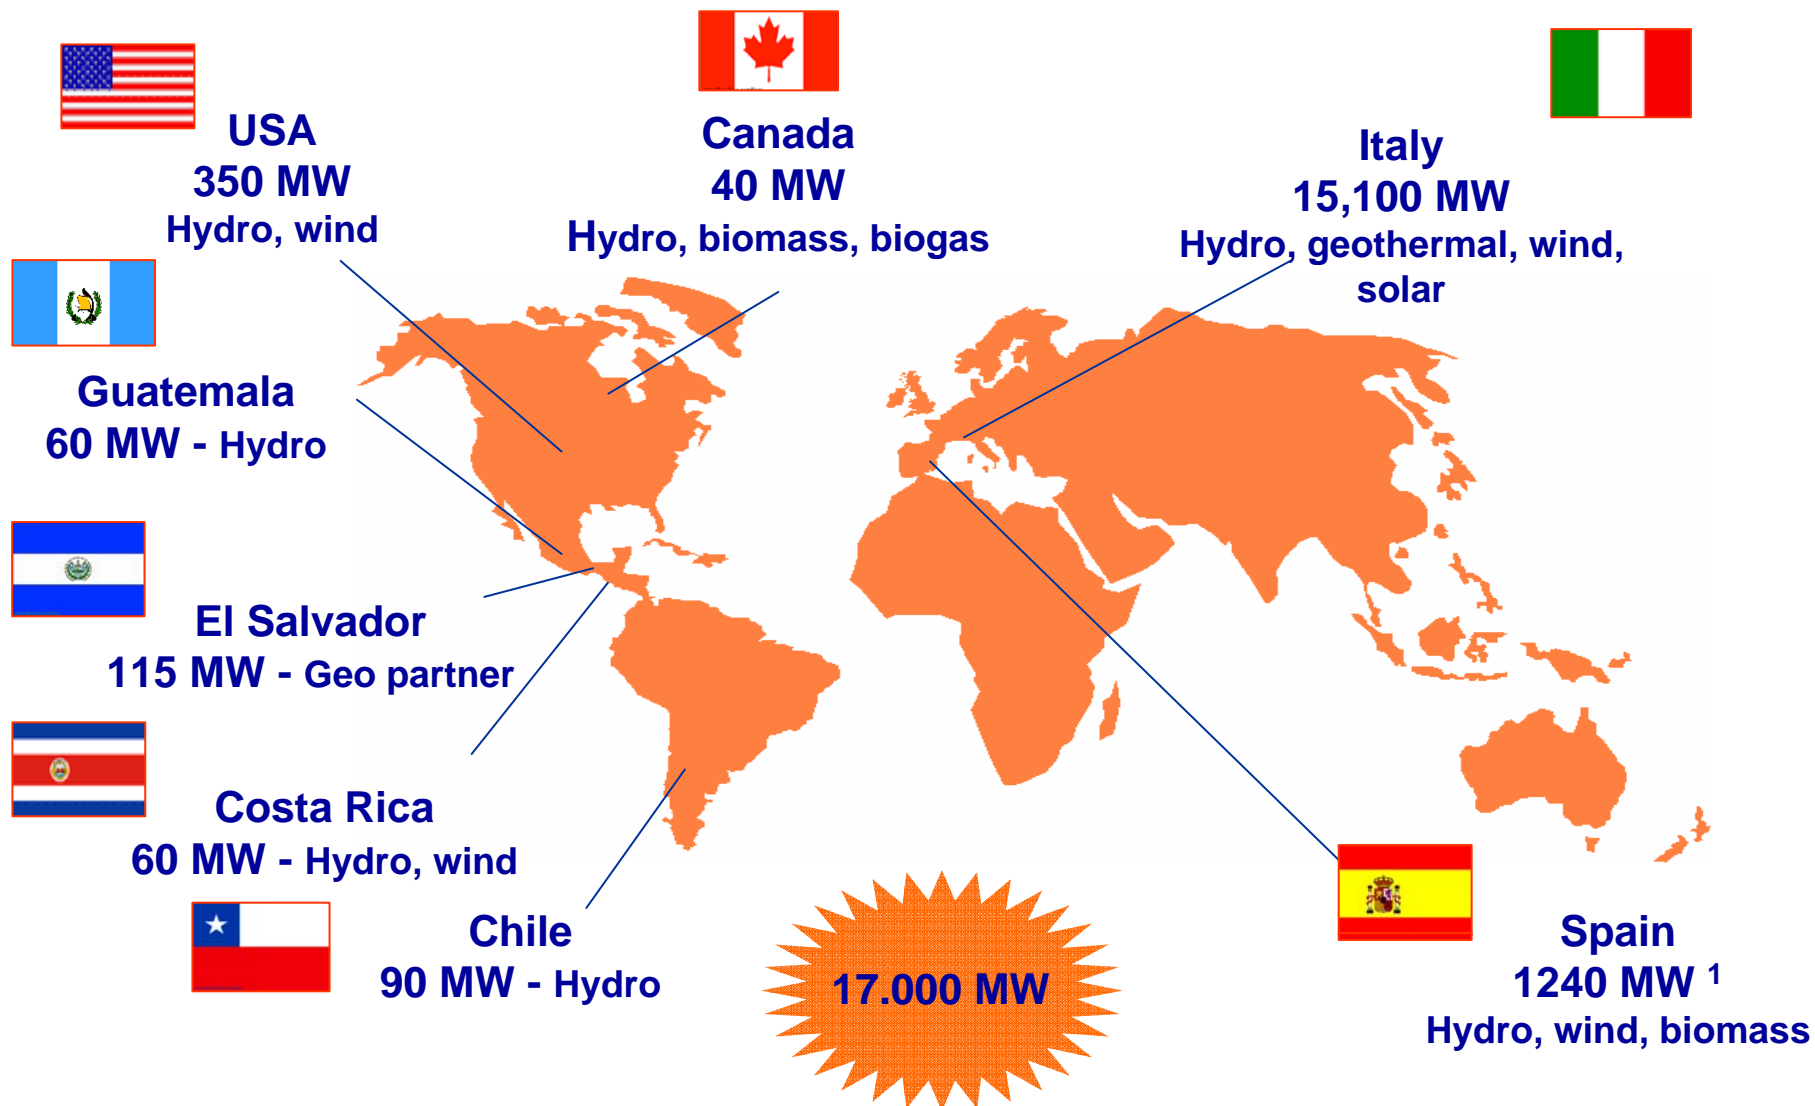 USA
350 MW
Hydro, wind
Canada
40 MW
Hydro, biomass, biogas
Italy
15,100 MW
Hydro, geothermal, wind,
solar
Guatemala
60 MW - Hydro
El Salvador
115 MW - Geo partner
Costa Rica
60 MW - Hydro, wind
Chile
90 MW - Hydro
17.000 MW
Spain
1240 MW ¹
Hydro, wind, biomass